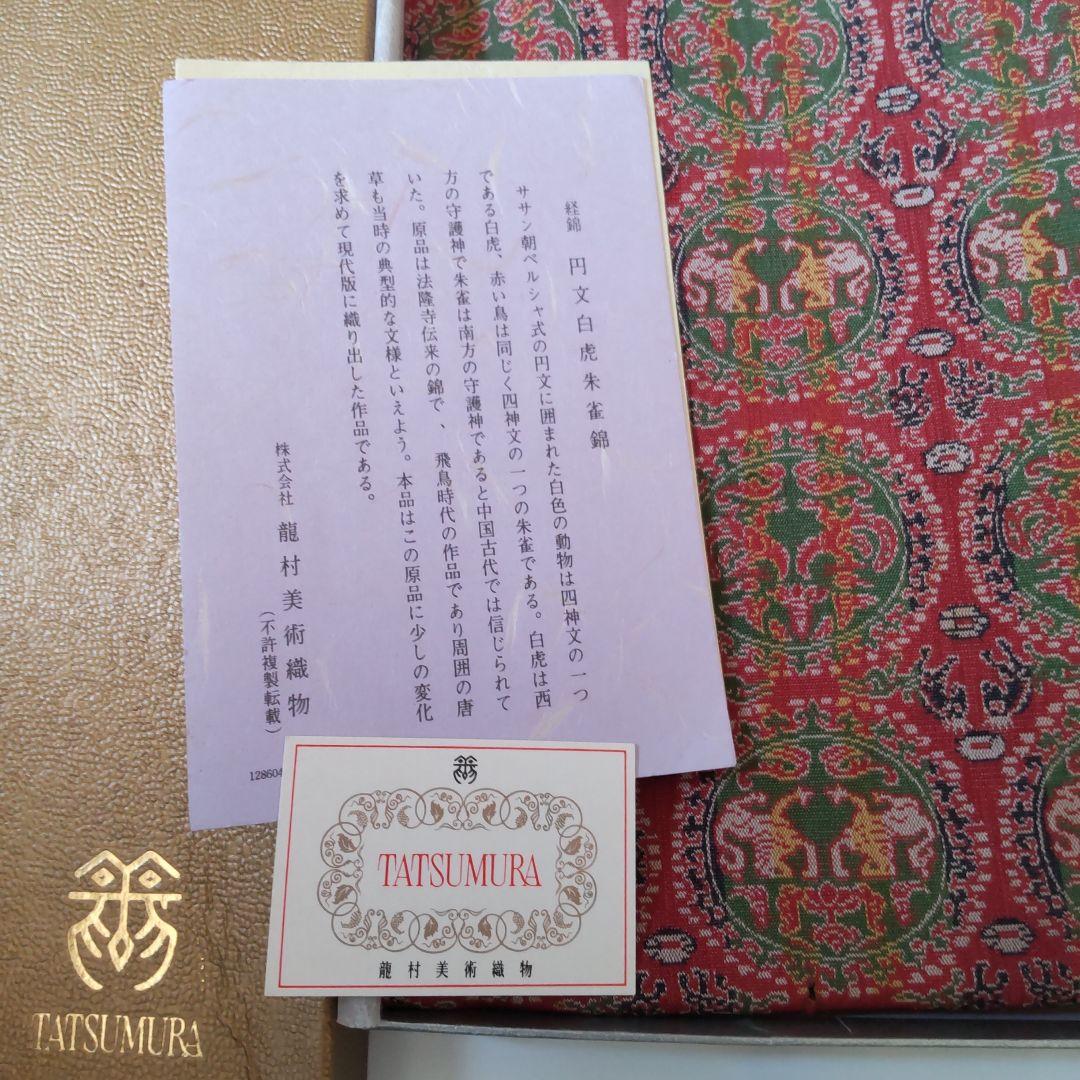 経錦 円文白虎朱雀錦
ササン朝ペルシャ式の円文に囲まれた白色の動物は四神文の一つ
である白虎、赤い鳥は同じく四神文の一つの朱雀である。白虎は西
方の守護神で朱雀は南方の守護神であると中国古代では信じられて
いた。原品は法隆寺伝来の錦で、飛鳥時代の作品であり周囲の唐
草も当時の典型的な文様といえよう。本品はこの原品に少しの変化
を求めて現代版に織り出した作品である。
株式会社 龍村美術織物
(不許複製転載)
128604
TATSUMURA
龍村美術織物
TATSUMURA